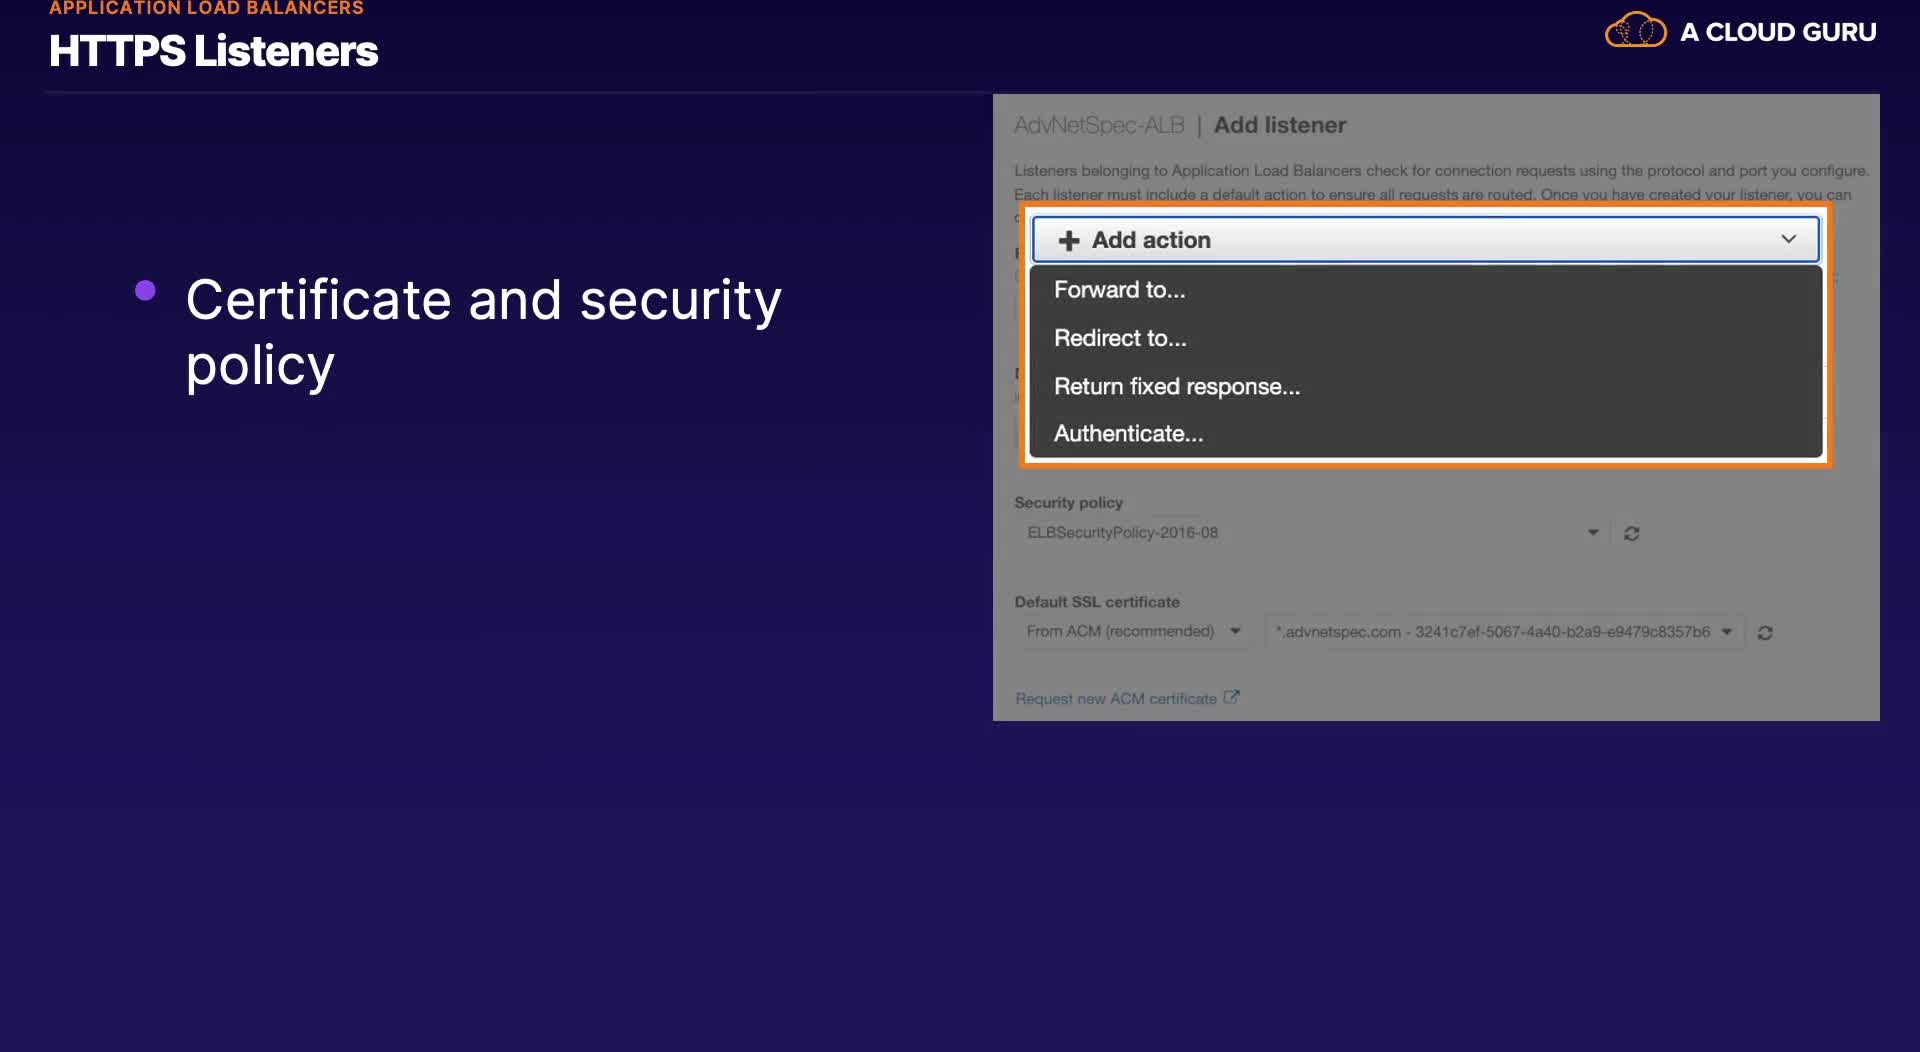 APPLICATION LOAD BALANCERS
HTTPS Listeners
A CLOUD GURU
• Certificate and security
policy
AdvNetSpec-ALB | Add listener
Listeners belonging to Application Load Balancers check for connection requests using the protocol and port you configure.
Each listener must include a default action to ensure all requests are routed. Once you have created your listener, you can
Add action
Forward to...
Redirect to...
Return fixed response...
Authenticate...
Security policy
ELBSecurityPolicy-2016-08
Default SSL certificate
From ACM (recommended)
*.advnetspec.com - 3241c7ef-5067-4a40-b2a9-e9479c8357b6
Request new ACM certificate